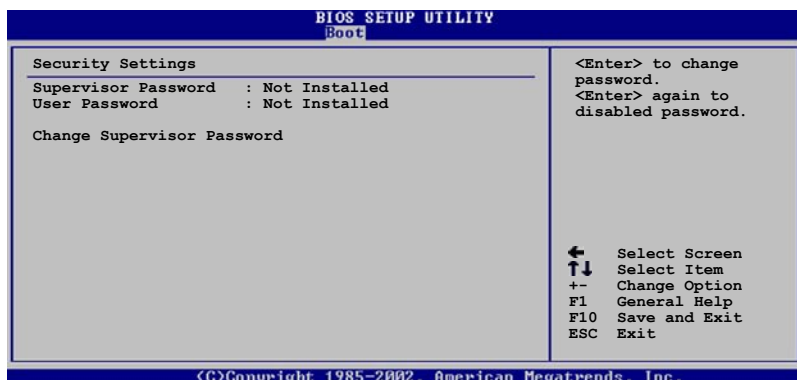 BIOS SETUP UTILITY
Boot
Security Settings
Supervisor Password : Not Installed
User Password : Not Installed
Change Supervisor Password
<Enter> to change
password.
<Enter> again to
disabled password.
← Select Screen
↑↓ Select Item
+- Change Option
F1 General Help
F10 Save and Exit
ESC Exit
(C)Copyright 1985-2002, American Megatrends, Inc.